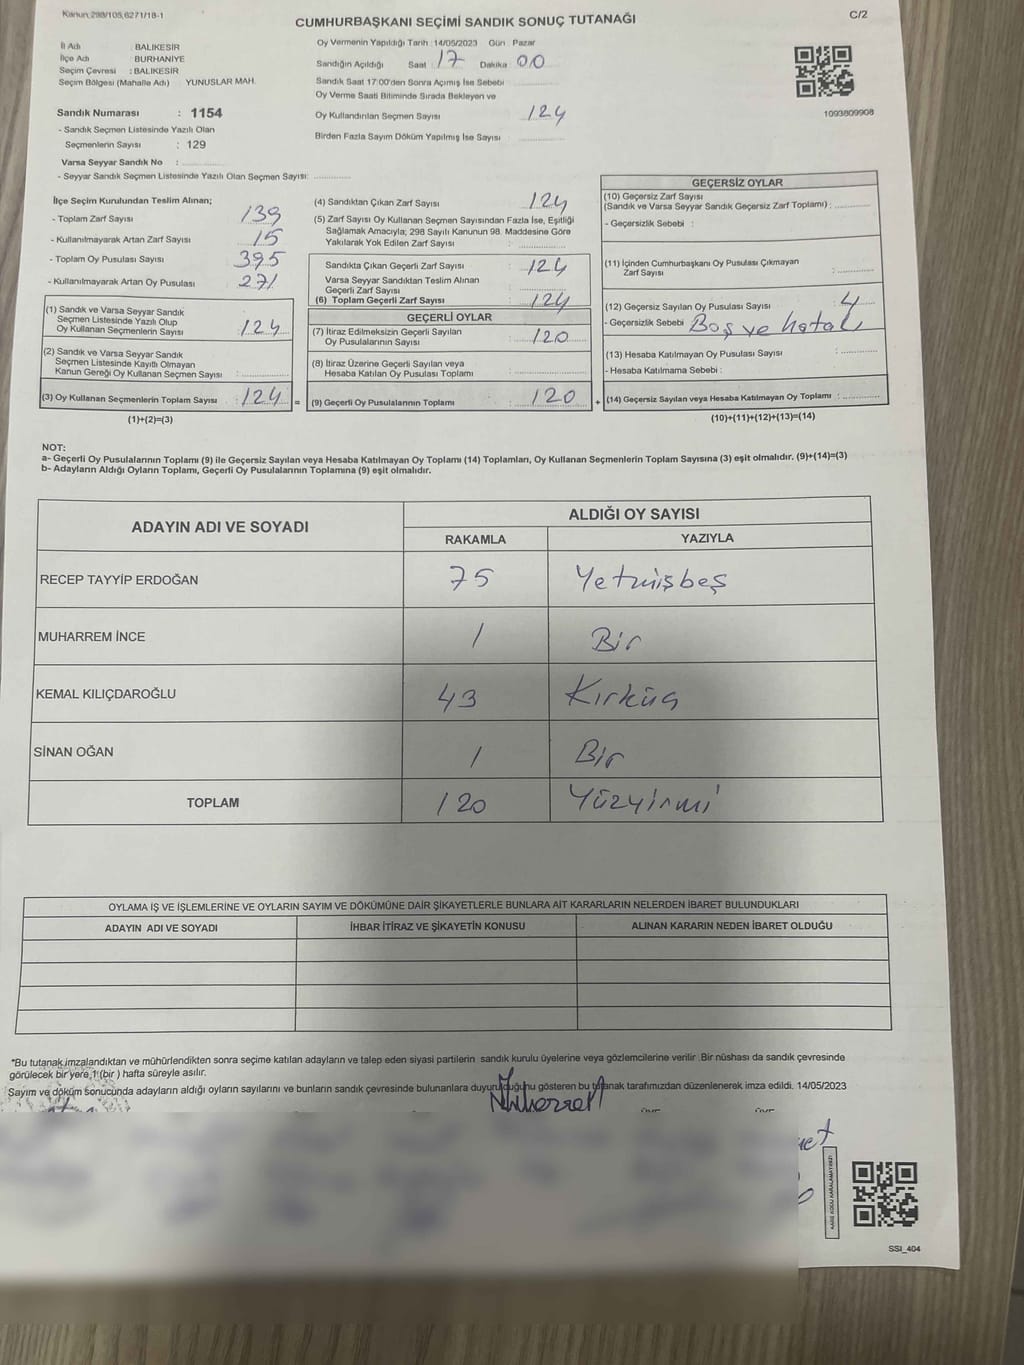 Kanun:298/105,6271/18-1
CUMHURBAŞKANI SEÇİMİ SANDIK SONUÇ TUTANAĞI
C/2
İl Adı : BALIKESİR
İlçe Adı BURHANİYE
Seçim Çevresi : BALIKESİR
Seçim Bölgesi (Mahalle Adı) YUNUSLAR MAH.
Sandık Numarası : 1154
- Sandık Seçmen Listesinde Yazılı Olan
Seçmenlerin Sayısı : 129
Varsa Seyyar Sandık No : ............
- Seyyar Sandık Seçmen Listesinde Yazılı Olan Seçmen Sayısı: ............
Oy Vermenin Yapıldığı Tarih :14/05/2023 Gün Pazar
Sandığın Açıldığı Saat 17 Dakika 00
Sandık Saat 17:00'den Sonra Açımış İse Sebebi ............
Oy Verme Saati Bitiminde Sırada Bekleyen ve
Oy Kullandırılan Seçmen Sayısı 124
Birden Fazla Sayım Döküm Yapılmış İse Sayısı ............
1093809908
İlçe Seçim Kurulundan Teslim Alınan;
- Toplam Zarf Sayısı 139
- Kullanılmayarak Artan Zarf Sayısı 15
- Toplam Oy Pusulası Sayısı 395
- Kullanılmayarak Artan Oy Pusulası 271
(1) Sandık ve Varsa Seyyar Sandık
Seçmen Listesinde Yazılı Olup
Oy Kullanan Seçmenlerin Sayısı : 124
(2) Sandık ve Varsa Seyyar Sandık
Seçmen Listesinde Kayıtlı Olmayan
Kanun Gereği Oy Kullanan Seçmen Sayısı : ............
(3) Oy Kullanan Seçmenlerin Toplam Sayısı : 124 =
(1)+(2)=(3)
(4) Sandıktan Çıkan Zarf Sayısı 124
(5) Zarf Sayısı Oy Kullanan Seçmen Sayısından Fazla İse, Eşitliği
Sağlamak Amacıyla; 298 Sayılı Kanunun 98. Maddesine Göre
Yakılarak Yok Edilen Zarf Sayısı : ............
Sandıkta Çıkan Geçerli Zarf Sayısı : 124
Varsa Seyyar Sandıktan Teslim Alınan
Geçerli Zarf Sayısı : ............
(6) Toplam Geçerli Zarf Sayısı : 124
GEÇERLİ OYLAR
(7) İtiraz Edilmeksizin Geçerli Sayılan
Oy Pusulalarının Sayısı : 120
(8) İtiraz Üzerine Geçerli Sayılan veya
Hesaba Katılan Oy Pusulası Toplamı : ............
(9) Geçerli Oy Pusulalarının Toplamı : 120 +
GEÇERSİZ OYLAR
(10) Geçersiz Zarf Sayısı
(Sandık ve Varsa Seyyar Sandık Geçersiz Zarf Toplamı) : ............
- Geçersizlik Sebebi :
(11) İçinden Cumhurbaşkanı Oy Pusulası Çıkmayan
Zarf Sayısı : ............
(12) Geçersiz Sayılan Oy Pusulası Sayısı : 4
- Geçersizlik Sebebi Boş ve hatalı
(13) Hesaba Katılmayan Oy Pusulası Sayısı : ............
- Hesaba Katılmama Sebebi :
(14) Geçersiz Sayılan veya Hesaba Katılmayan Oy Toplamı : ............
(10)+(11)+(12)+(13)=(14)
NOT:
a- Geçerli Oy Pusulalarının Toplamı (9) ile Geçersiz Sayılan veya Hesaba Katılmayan Oy Toplamı (14) Toplamları, Oy Kullanan Seçmenlerin Toplam Sayısına (3) eşit olmalıdır. (9)+(14)=(3)
b- Adayların Aldığı Oyların Toplamı, Geçerli Oy Pusulalarının Toplamına (9) eşit olmalıdır.
ADAYIN ADI VE SOYADI ALDIĞI OY SAYISI
RAKAMLA YAZIYLA
RECEP TAYYİP ERDOĞAN 75 Yetmişbeş
MUHARREM İNCE 1 Bir
KEMAL KILIÇDAROĞLU 43 Kırküç
SİNAN OĞAN 1 Bir
TOPLAM 120 Yüzyirmi
OYLAMA İŞ VE İŞLEMLERİNE VE OYLARIN SAYIM VE DÖKÜMÜNE DAİR ŞİKAYETLERLE BUNLARA AİT KARARLARIN NELERDEN İBARET BULUNDUKLARI
ADAYIN ADI VE SOYADI İHBAR İTİRAZ VE ŞİKAYETİN KONUSU ALINAN KARARIN NEDEN İBARET OLDUĞU
*Bu tutanak,imzalandıktan ve mühürlendikten sonra seçime katılan adayların ve talep eden siyasi partilerin sandık kurulu üyelerine veya gözlemcilerine verilir. Bir nüshası da sandık çevresinde
görülecek bir yere 1 (bir ) hafta süreyle asılır.
Sayım ve döküm sonucunda adayların aldığı oyların sayılarını ve bunların sandık çevresinde bulunanlara duyurulduğunu gösteren bu tutanak tarafımızdan düzenlenerek imza edildi. 14/05/2023
KARE KODU KARALAMAYINIZ!
SSI_404